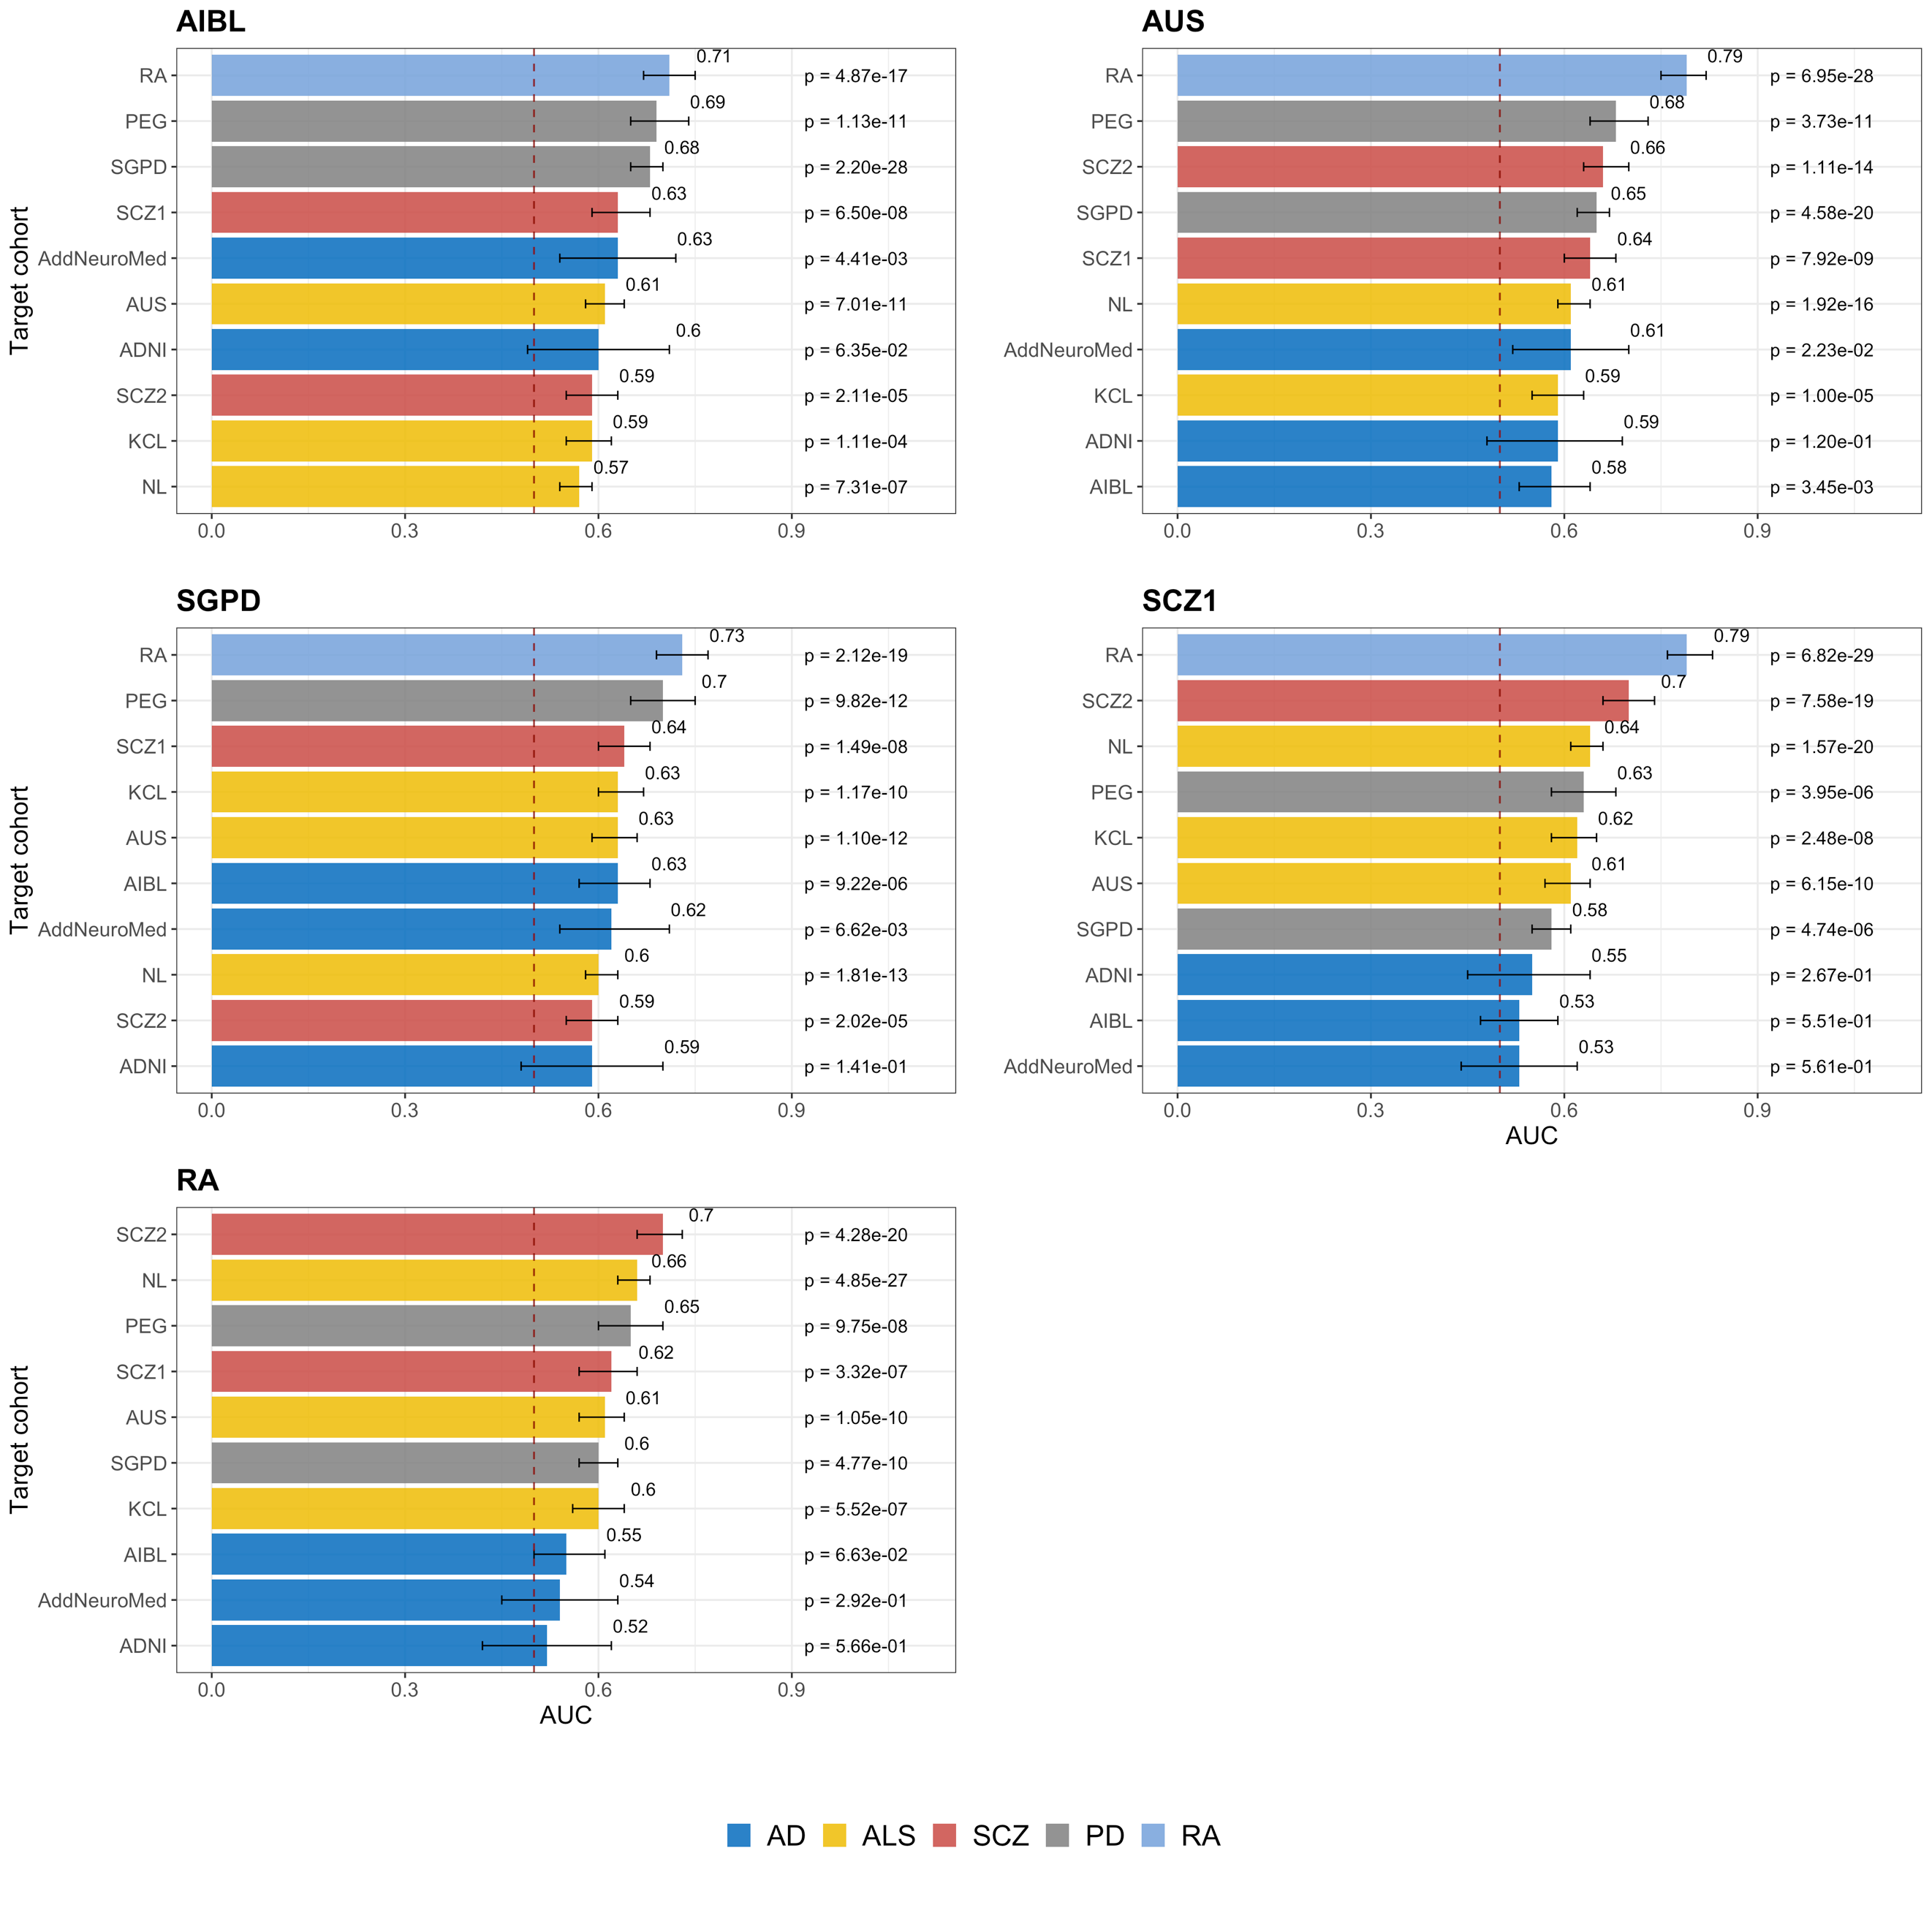 AIBL
Target cohort
RA 0.71 p = 4.87e-17
PEG 0.69 p = 1.13e-11
SGPD 0.68 p = 2.20e-28
SCZ1 0.63 p = 6.50e-08
AddNeuroMed 0.63 p = 4.41e-03
AUS 0.61 p = 7.01e-11
ADNI 0.6 p = 6.35e-02
SCZ2 0.59 p = 2.11e-05
KCL 0.59 p = 1.11e-04
NL 0.57 p = 7.31e-07
0.0 0.3 0.6 0.9
AUS
RA 0.79 p = 6.95e-28
PEG 0.68 p = 3.73e-11
SCZ2 0.66 p = 1.11e-14
SGPD 0.65 p = 4.58e-20
SCZ1 0.64 p = 7.92e-09
NL 0.61 p = 1.92e-16
AddNeuroMed 0.61 p = 2.23e-02
KCL 0.59 p = 1.00e-05
ADNI 0.59 p = 1.20e-01
AIBL 0.58 p = 3.45e-03
0.0 0.3 0.6 0.9
SGPD
Target cohort
RA 0.73 p = 2.12e-19
PEG 0.7 p = 9.82e-12
SCZ1 0.64 p = 1.49e-08
KCL 0.63 p = 1.17e-10
AUS 0.63 p = 1.10e-12
AIBL 0.63 p = 9.22e-06
AddNeuroMed 0.62 p = 6.62e-03
NL 0.6 p = 1.81e-13
SCZ2 0.59 p = 2.02e-05
ADNI 0.59 p = 1.41e-01
0.0 0.3 0.6 0.9
SCZ1
RA 0.79 p = 6.82e-29
SCZ2 0.7 p = 7.58e-19
NL 0.64 p = 1.57e-20
PEG 0.63 p = 3.95e-06
KCL 0.62 p = 2.48e-08
AUS 0.61 p = 6.15e-10
SGPD 0.58 p = 4.74e-06
ADNI 0.55 p = 2.67e-01
AIBL 0.53 p = 5.51e-01
AddNeuroMed 0.53 p = 5.61e-01
0.0 0.3 0.6 0.9
AUC
RA
Target cohort
SCZ2 0.7 p = 4.28e-20
NL 0.66 p = 4.85e-27
PEG 0.65 p = 9.75e-08
SCZ1 0.62 p = 3.32e-07
AUS 0.61 p = 1.05e-10
SGPD 0.6 p = 4.77e-10
KCL 0.6 p = 5.52e-07
AIBL 0.55 p = 6.63e-02
AddNeuroMed 0.54 p = 2.92e-01
ADNI 0.52 p = 5.66e-01
0.0 0.3 0.6 0.9
AUC
AD ALS SCZ PD RA